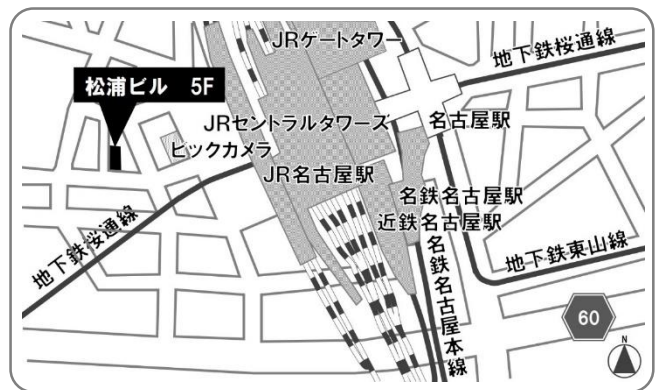 JRゲートタワー
地下鉄桜通線
松浦ビル 5F
JRセントラルタワーズ
名古屋駅
ビックカメラ
JR名古屋駅
名鉄名古屋駅
近鉄名古屋駅
地下鉄桜通線
名鉄名古屋本線
地下鉄東山線
60
N